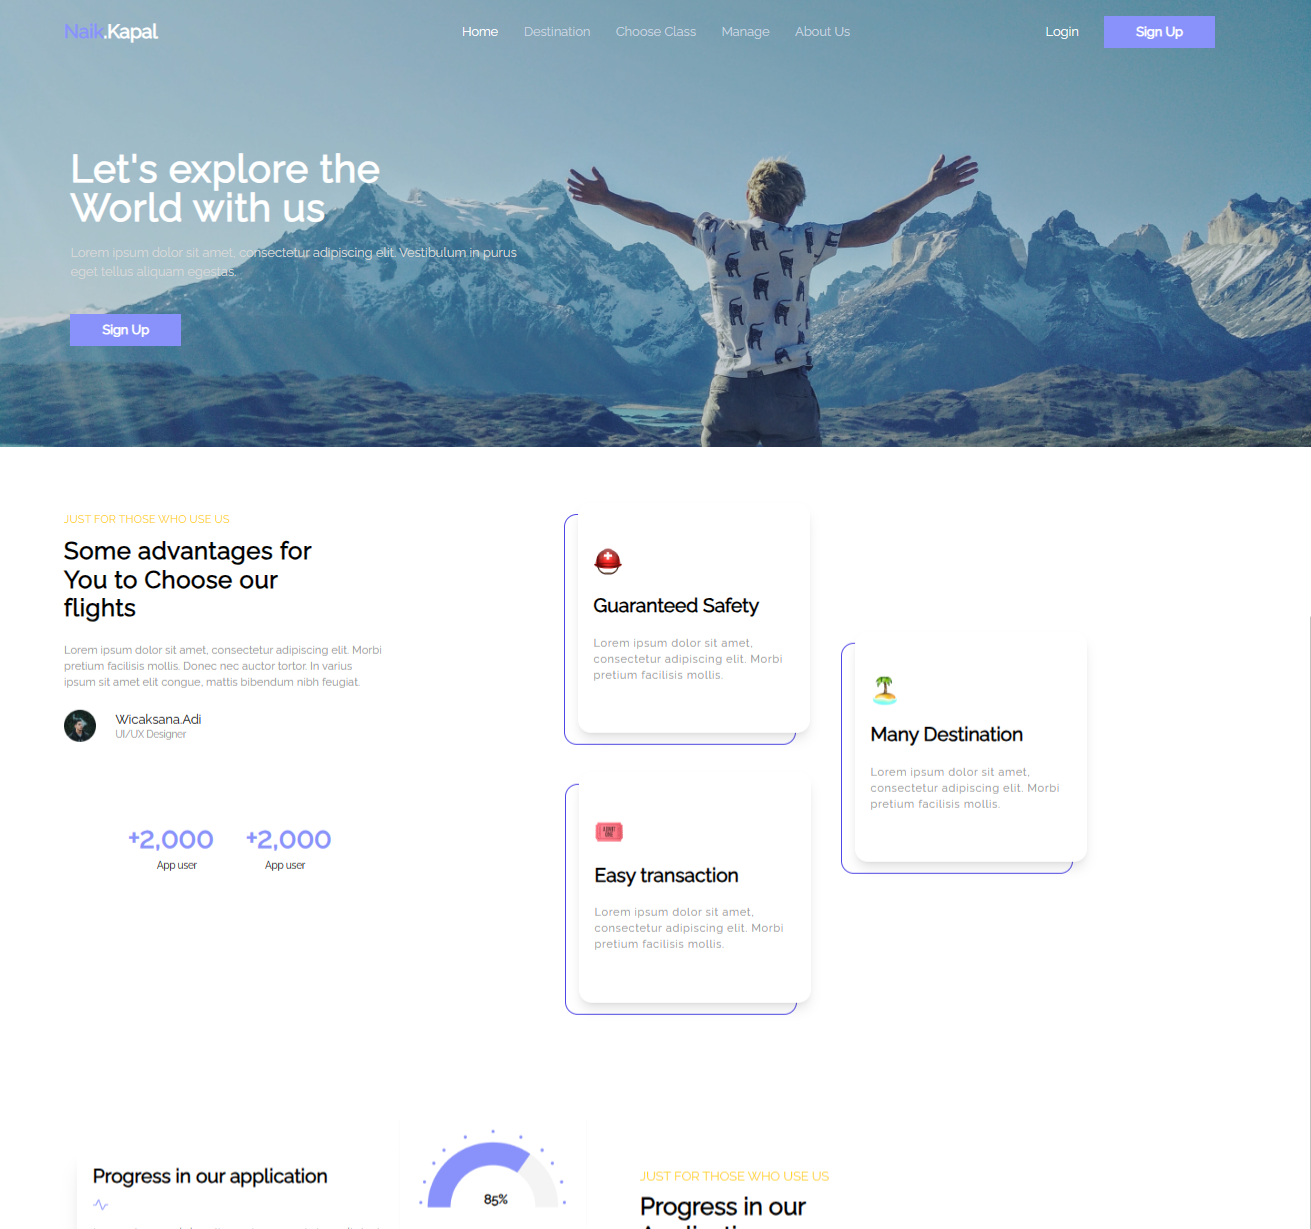 Naik.Kapal
Home Destination Choose Class Manage About Us
Login
Sign Up
Let's explore the
World with us
Lorem ipsum dolor sit amet, consectetur adipiscing elit. Vestibulum in purus
eget tellus aliquam egestas.
Sign Up
JUST FOR THOSE WHO USE US
Some advantages for
You to Choose our
flights
Lorem ipsum dolor sit amet, consectetur adipiscing elit. Morbi
pretium facilisis mollis. Donec nec auctor tortor. In varius
ipsum sit amet elit congue, mattis bibendum nibh feugiat.
Wicaksana.Adi
UI/UX Designer
+2,000
App user
+2,000
App user
Guaranteed Safety
Lorem ipsum dolor sit amet,
consectetur adipiscing elit. Morbi
pretium facilisis mollis.
Many Destination
Lorem ipsum dolor sit amet,
consectetur adipiscing elit. Morbi
pretium facilisis mollis.
Easy transaction
Lorem ipsum dolor sit amet,
consectetur adipiscing elit. Morbi
pretium facilisis mollis.
Progress in our application
85%
JUST FOR THOSE WHO USE US
Progress in our